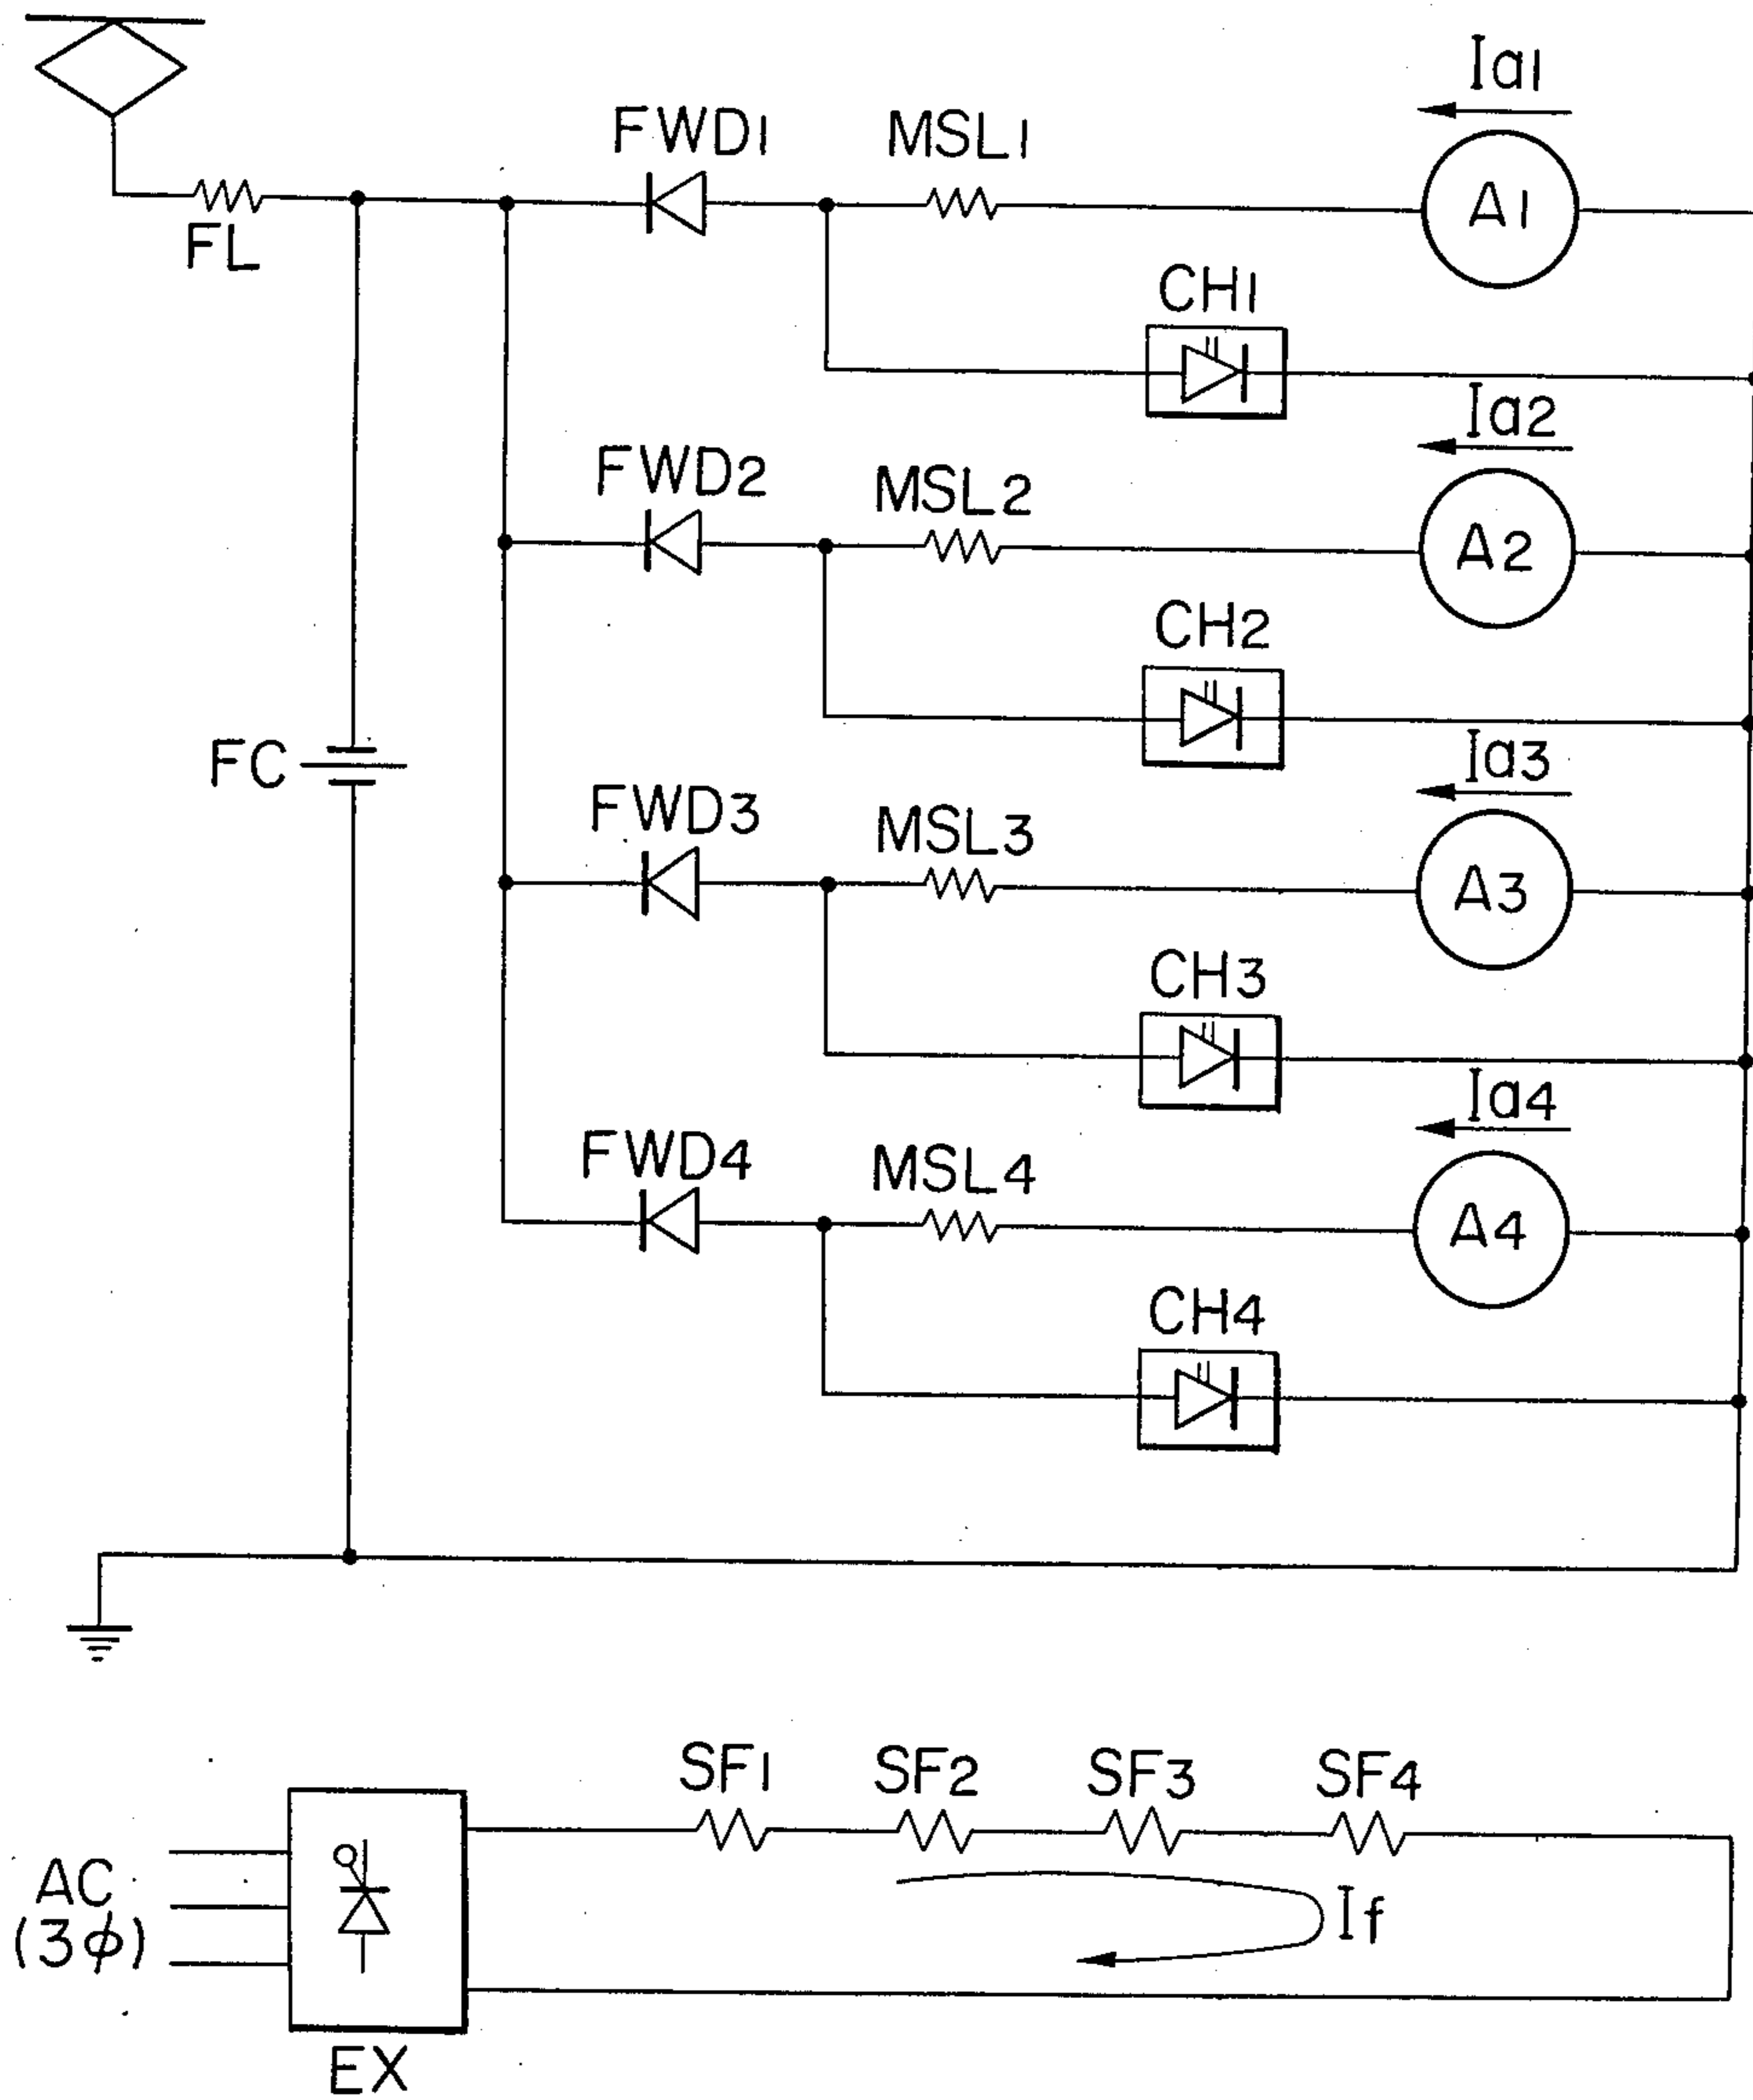 Ia1
FWD1
MSL1
A1
FL
CH1
Ia2
FWD2
MSL2
A2
CH2
FC
Ia3
FWD3
MSL3
A3
CH3
Ia4
FWD4
MSL4
A4
CH4
SF1
SF2
SF3
SF4
AC
(3ϕ)
If
EX